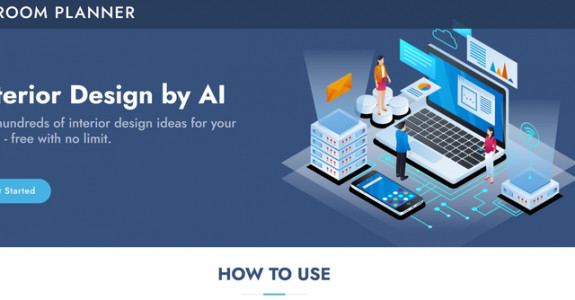 ROOM PLANNER
terior Design by AI
hundreds of interior design ideas for your
- free with no limit.
t Started
HOW TO USE